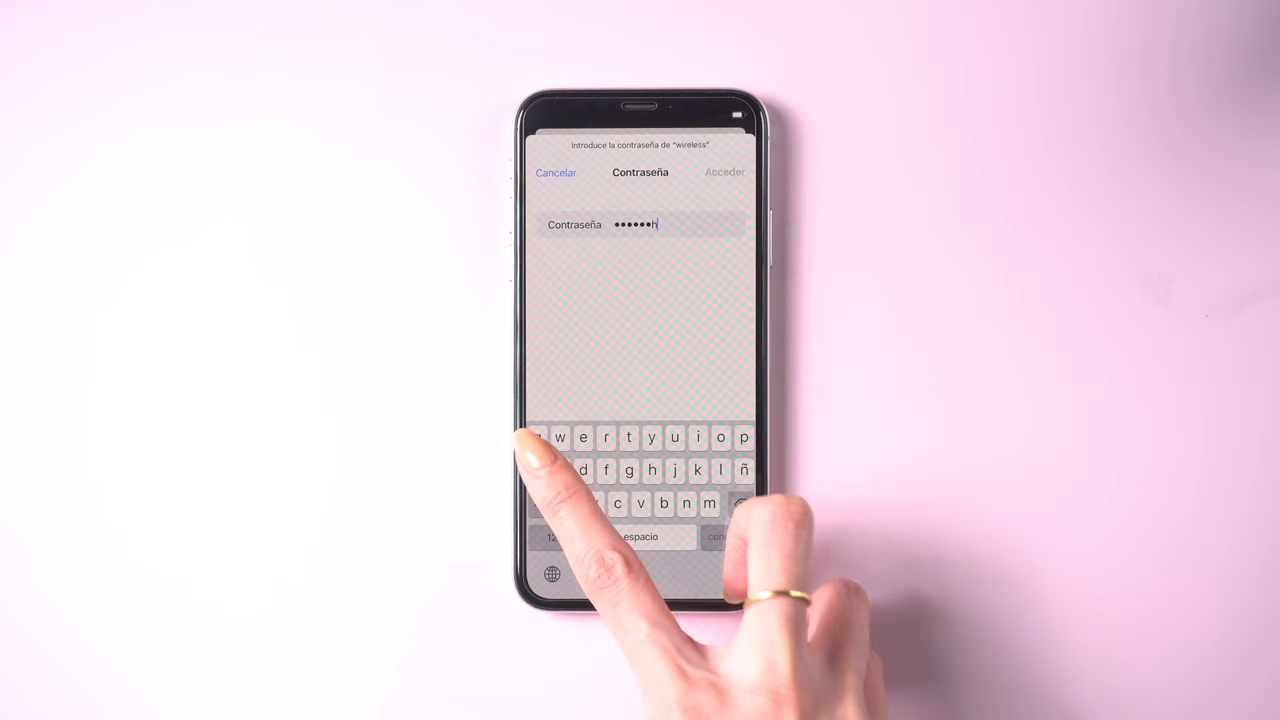 Introduce la contraseña de “wireless”
Cancelar Contraseña Acceder
Contraseña ••••••h
w e r t y u i o p
d f g h j k l ñ
c v b n m
espacio